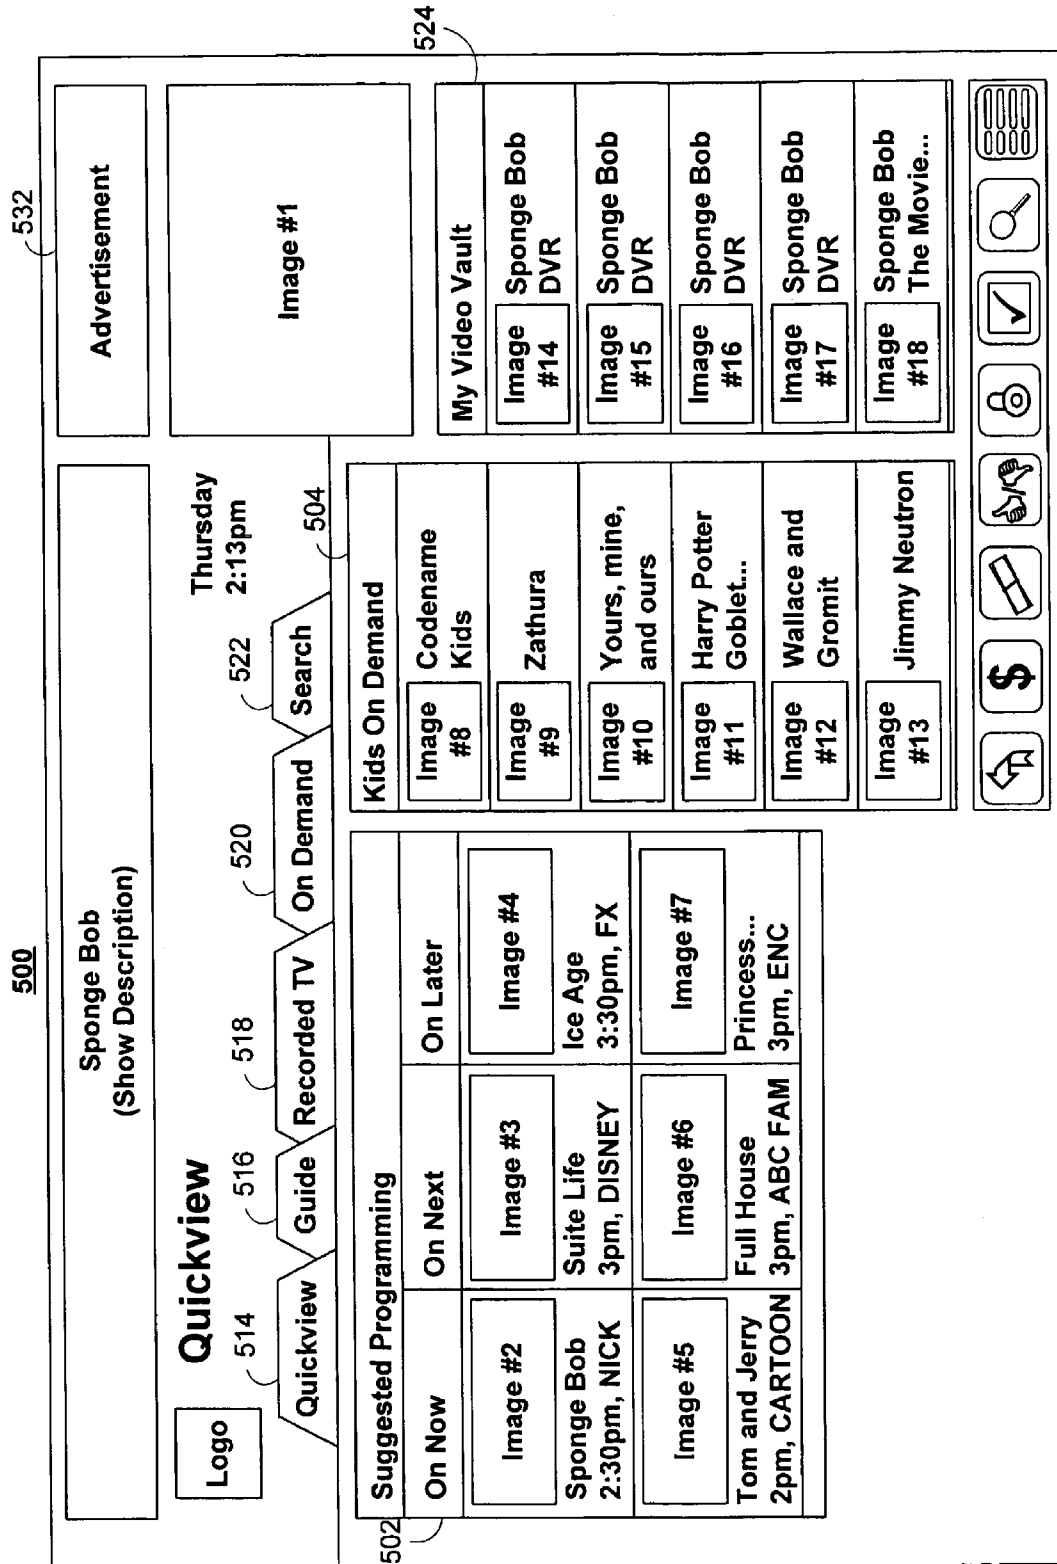 500
532
Sponge Bob
(Show Description)
Advertisement
Logo
Quickview
Thursday
2:13pm
Image #1
514
516
518
520
522
Quickview
Guide
Recorded TV
On Demand
Search
502
504
524
Suggested Programming
On Now
On Next
On Later
Image #2
Sponge Bob
2:30pm, NICK
Image #3
Suite Life
3pm, DISNEY
Image #4
Ice Age
3:30pm, FX
Image #5
Tom and Jerry
2pm, CARTOON
Image #6
Full House
3pm, ABC FAM
Image #7
Princess...
3pm, ENC
Kids On Demand
Image
#8
Codename
Kids
Image
#9
Zathura
Image
#10
Yours, mine,
and ours
Image
#11
Harry Potter
Goblet...
Image
#12
Wallace and
Gromit
Image
#13
Jimmy Neutron
My Video Vault
Image
#14
Sponge Bob
DVR
Image
#15
Sponge Bob
DVR
Image
#16
Sponge Bob
DVR
Image
#17
Sponge Bob
DVR
Image
#18
Sponge Bob
The Movie...
$